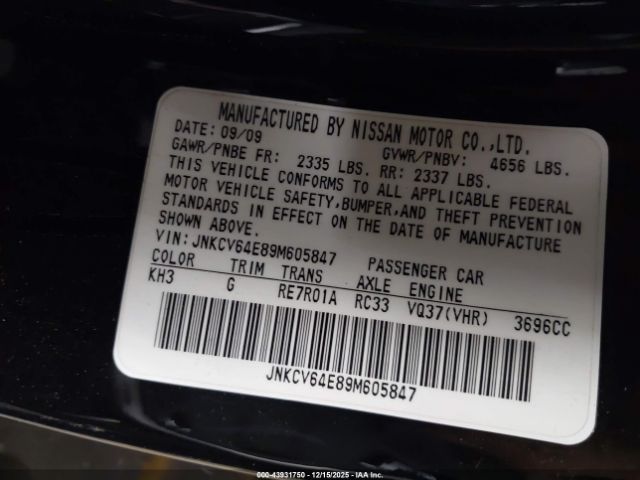 MANUFACTURED BY NISSAN MOTOR CO.,LTD.
DATE: 09/09
GAWR/PNBE FR: 2335 LBS. GVWR/PNBV: 4656 LBS.
RR: 2337 LBS.
THIS VEHICLE CONFORMS TO ALL APPLICABLE FEDERAL
MOTOR VEHICLE SAFETY,BUMPER,AND THEFT PREVENTION
STANDARDS IN EFFECT ON THE DATE OF MANUFACTURE
SHOWN ABOVE.
VIN:JNKCV64E89M605847 PASSENGER CAR
COLOR TRIM TRANS AXLE ENGINE
KH3 G RE7R01A RC33 VQ37(VHR) 3696CC
JNKCV64E89M605847
000-43931750 - 12/15/2025 - IAA Inc.